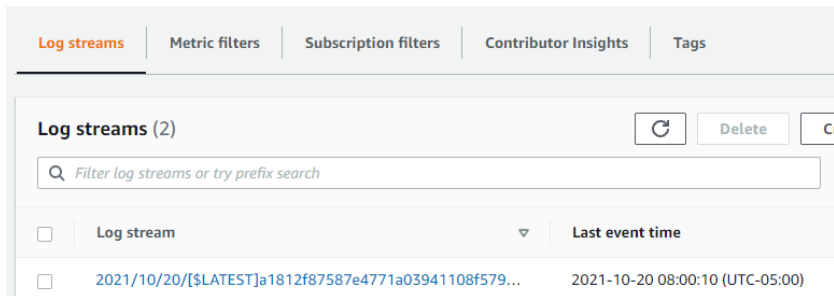 Log streams Metric filters Subscription filters Contributor Insights Tags
Log streams (2) Delete
Filter log streams or try prefix search
Log stream Last event time
2021/10/20/[$LATEST]a1812f87587e4771a03941108f579... 2021-10-20 08:00:10 (UTC-05:00)